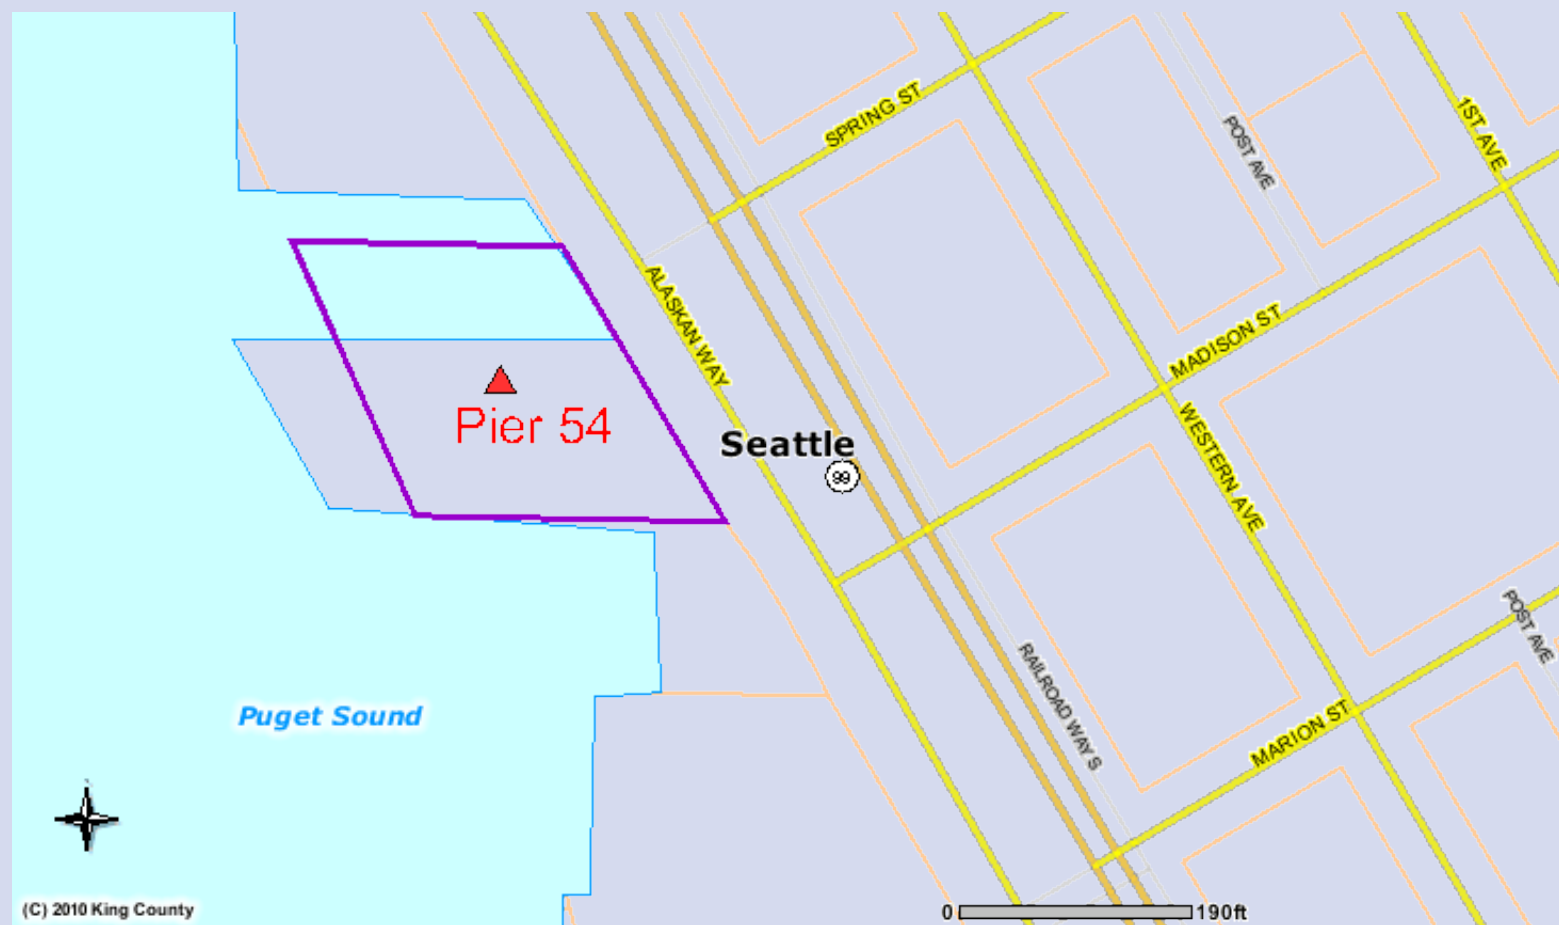 SPRING ST
1ST AVE
POST AVE
ALASKAN WAY
MADISON ST
Pier 54
Seattle
99
WESTERN AVE
POST AVE
RAILROAD WAY S
MARION ST
Puget Sound
(C) 2010 King County
0 190ft